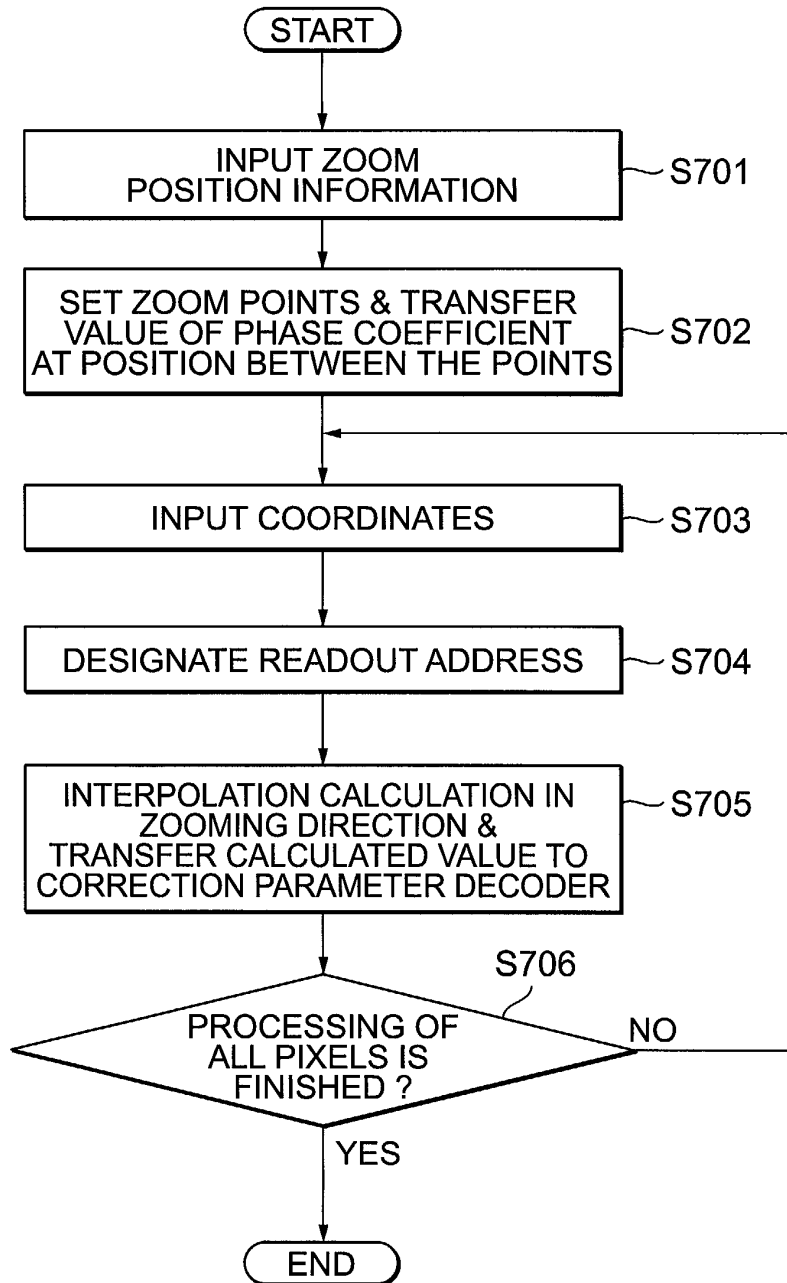 START
INPUT ZOOM
POSITION INFORMATION
S701
SET ZOOM POINTS & TRANSFER
VALUE OF PHASE COEFFICIENT
AT POSITION BETWEEN THE POINTS
S702
INPUT COORDINATES
S703
DESIGNATE READOUT ADDRESS
S704
INTERPOLATION CALCULATION IN
ZOOMING DIRECTION &
TRANSFER CALCULATED VALUE TO
CORRECTION PARAMETER DECODER
S705
S706
PROCESSING OF
ALL PIXELS IS
FINISHED ?
NO
YES
END